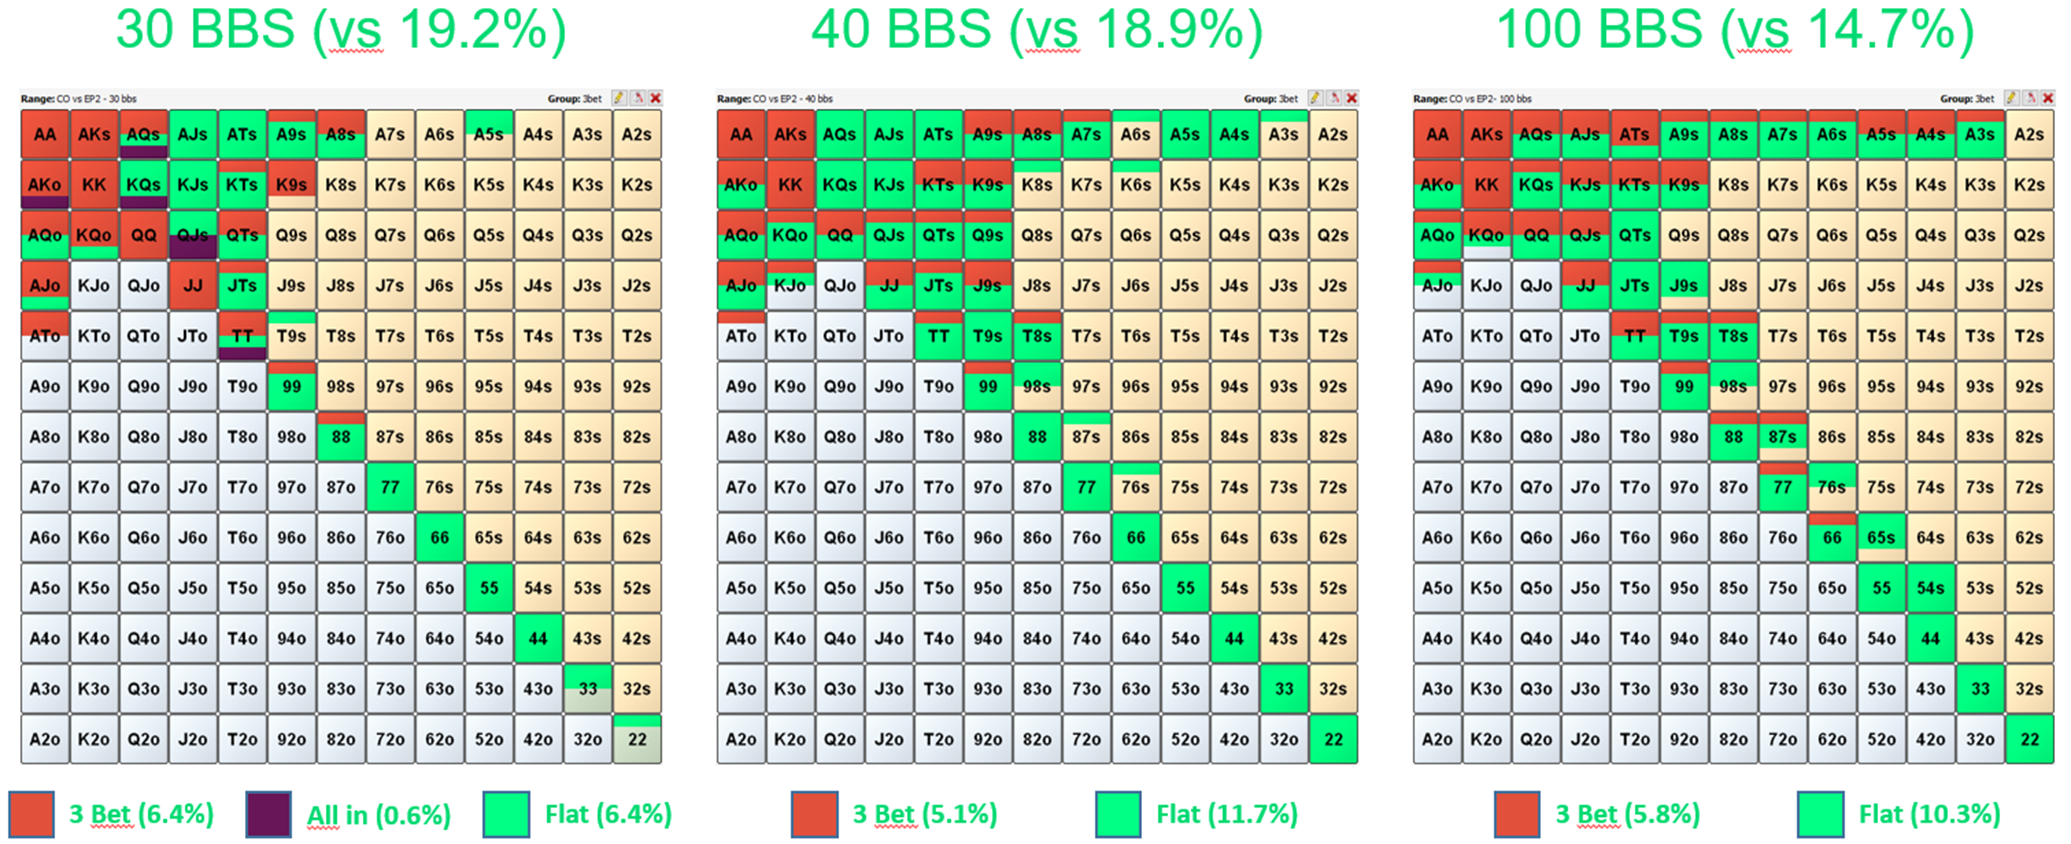 30 BBS (vs 19.2%) 40 BBS (vs 18.9%) 100 BBS (vs 14.7%)
Range: CO vs EP2 - 30 bbs Group: 3bet Range: CO vs EP2 - 40 bbs Group: 3bet Range: CO vs EP2- 100 bbs Group: 3bet
AA AKs AQs AJs ATs A9s A8s A7s A6s A5s A4s A3s A2s AA AKs AQs AJs ATs A9s A8s A7s A6s A5s A4s A3s A2s AA AKs AQs AJs ATs A9s A8s A7s A6s A5s A4s A3s A2s
AKo KK KQs KJs KTs K9s K8s K7s K6s K5s K4s K3s K2s AKo KK KQs KJs KTs K9s K8s K7s K6s K5s K4s K3s K2s AKo KK KQs KJs KTs K9s K8s K7s K6s K5s K4s K3s K2s
AQo KQo QQ QJs QTs Q9s Q8s Q7s Q6s Q5s Q4s Q3s Q2s AQo KQo QQ QJs QTs Q9s Q8s Q7s Q6s Q5s Q4s Q3s Q2s AQo KQo QQ QJs QTs Q9s Q8s Q7s Q6s Q5s Q4s Q3s Q2s
AJo KJo QJo JJ JTs J9s J8s J7s J6s J5s J4s J3s J2s AJo KJo QJo JJ JTs J9s J8s J7s J6s J5s J4s J3s J2s AJo KJo QJo JJ JTs J9s J8s J7s J6s J5s J4s J3s J2s
ATo KTo QTo JTo TT T9s T8s T7s T6s T5s T4s T3s T2s ATo KTo QTo JTo TT T9s T8s T7s T6s T5s T4s T3s T2s ATo KTo QTo JTo TT T9s T8s T7s T6s T5s T4s T3s T2s
A9o K9o Q9o J9o T9o 99 98s 97s 96s 95s 94s 93s 92s A9o K9o Q9o J9o T9o 99 98s 97s 96s 95s 94s 93s 92s A9o K9o Q9o J9o T9o 99 98s 97s 96s 95s 94s 93s 92s
A8o K8o Q8o J8o T8o 98o 88 87s 86s 85s 84s 83s 82s A8o K8o Q8o J8o T8o 98o 88 87s 86s 85s 84s 83s 82s A8o K8o Q8o J8o T8o 98o 88 87s 86s 85s 84s 83s 82s
A7o K7o Q7o J7o T7o 97o 87o 77 76s 75s 74s 73s 72s A7o K7o Q7o J7o T7o 97o 87o 77 76s 75s 74s 73s 72s A7o K7o Q7o J7o T7o 97o 87o 77 76s 75s 74s 73s 72s
A6o K6o Q6o J6o T6o 96o 86o 76o 66 65s 64s 63s 62s A6o K6o Q6o J6o T6o 96o 86o 76o 66 65s 64s 63s 62s A6o K6o Q6o J6o T6o 96o 86o 76o 66 65s 64s 63s 62s
A5o K5o Q5o J5o T5o 95o 85o 75o 65o 55 54s 53s 52s A5o K5o Q5o J5o T5o 95o 85o 75o 65o 55 54s 53s 52s A5o K5o Q5o J5o T5o 95o 85o 75o 65o 55 54s 53s 52s
A4o K4o Q4o J4o T4o 94o 84o 74o 64o 54o 44 43s 42s A4o K4o Q4o J4o T4o 94o 84o 74o 64o 54o 44 43s 42s A4o K4o Q4o J4o T4o 94o 84o 74o 64o 54o 44 43s 42s
A3o K3o Q3o J3o T3o 93o 83o 73o 63o 53o 43o 33 32s A3o K3o Q3o J3o T3o 93o 83o 73o 63o 53o 43o 33 32s A3o K3o Q3o J3o T3o 93o 83o 73o 63o 53o 43o 33 32s
A2o K2o Q2o J2o T2o 92o 82o 72o 62o 52o 42o 32o 22 A2o K2o Q2o J2o T2o 92o 82o 72o 62o 52o 42o 32o 22 A2o K2o Q2o J2o T2o 92o 82o 72o 62o 52o 42o 32o 22
3 Bet (6.4%) All in (0.6%) Flat (6.4%) 3 Bet (5.1%) Flat (11.7%) 3 Bet (5.8%) Flat (10.3%)